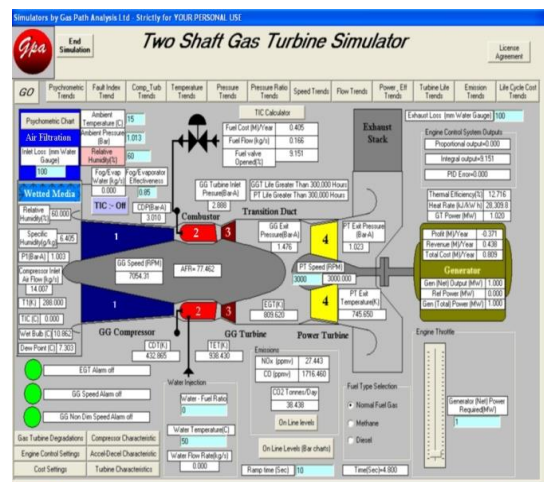 Simulators by Gas Path Analysis Ltd - Strictly for YOUR PERSONAL USE
Gpa
End Simulation
Two Shaft Gas Turbine Simulator
License Agreement
GO
Psychrometric Trends
Fault Index Trend
Comp_Turb Trends
Temperature Trends
Pressure Trends
Pressure Ratio Trends
Speed Trends
Flow Trends
Power_Eff Trends
Turbine Life Trends
Emission Trends
Life Cycle Cost Trends
Psychrometric Chart
Ambient Temperature (C) 15
Ambient Pressure (Bar) 1.013
Relative Humidity(%) 60
Air Filtration
Inlet Loss (mm Water Gauge)
100
Fog/Evap Water (kg/s)
0.000
Fog/Evaporator Effectiveness
0.85
TIC :- Off
CDP(Bar-A)
3.010
TIC Calculator
Fuel Cost (M)/Year 0.405
Fuel Flow(kg/s) 0.166
Fuel valve Opened(%) 9.151
GG Turbine Inlet Pressure(Bar-A)
2.888
GGT Life Greater Than 300,000 Hours
PT Life Greater Than 300,000 Hours
Exhaust Stack
Exhaust Loss (mm Water Gauge) 100
Engine Control System Outputs
Proportional output=0.000
Integral output=9.151
PID Error=0.000
Wetted Media
Relative Humidity(%) 60.000
Specific Humidity(g/kg) 6.405
P1(Bar-A) 1.003
Compressor Inlet Air Flow (kg/s)
14.007
T1(K) 288.000
TIC (C) 0.000
Wet Bulb (C) 10.862
Dew Point (C) 7.303
Combustor
Transition Duct
1
2
3
4
1
2
3
4
GG Exit Pressure(Bar-A)
1.476
PT Exit Pressure (Bar-A)
1.023
GG Speed (RPM)
7054.31
AFR= 77.462
PT Speed (RPM)
3000
3000.000
EGT(K)
809.620
PT Exit Temperature(K)
745.650
GG Compressor
CDT(K)
432.865
TET(K)
938.430
GG Turbine
Power Turbine
Thermal Efficiency(%) 12.716
Heat Rate (kJ/kW h) 28,309.8
GT Power (MW) 1.020
Profit (M)/Year -0.371
Revenue (M)/Year 0.438
Total Cost (M)/Year 0.809
Generator
Gen (Net) Output (MW) 1.000
Ref Power (MW) 0.000
Gen (Total) Power (MW) 1.000
EGT Alarm off
GG Speed Alarm off
GG Non Dim Speed Alarm off
Water Injection
Water - Fuel Ratio
0
Water Temperature(C)
50
Water Flow Rate(kg/s)
0.000
Emissions
NOx (ppmv) 27.443
CO (ppmv) 1716.460
CO2 Tonnes/Day
38.438
On Line levels
On Line Levels (Bar charts)
Fuel Type Selection
Normal Fuel Gas
Methane
Diesel
Engine Throttle
Generator (Net) Power Required(MW)
1
Gas Turbine Degradations
Compressor Characteristic
Engine Control Settings
Accel-Decel Characteristic
Cost Settings
Turbine Characteristics
Ramp time (Sec) 10
Time(Sec)=4.800